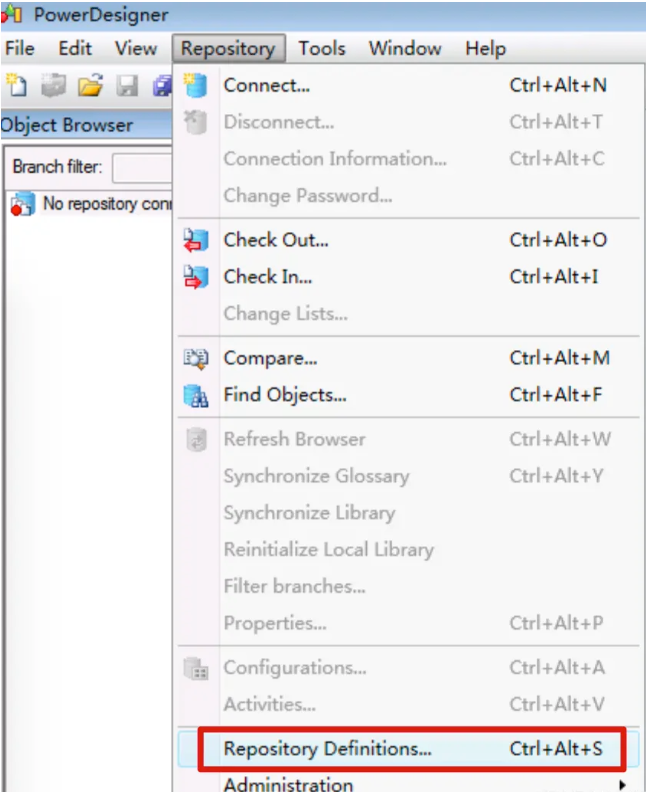 PowerDesigner
File Edit View Repository Tools Window Help
Connect... Ctrl+Alt+N
Object Browser
Disconnect... Ctrl+Alt+T
Branch filter:
Connection Information... Ctrl+Alt+C
Change Password...
No repository conn
Check Out... Ctrl+Alt+O
Check In... Ctrl+Alt+I
Change Lists...
Compare... Ctrl+Alt+M
Find Objects... Ctrl+Alt+F
Refresh Browser Ctrl+Alt+W
Synchronize Glossary Ctrl+Alt+Y
Synchronize Library
Reinitialize Local Library
Filter branches...
Properties... Ctrl+Alt+P
Configurations... Ctrl+Alt+A
Activities... Ctrl+Alt+V
Repository Definitions... Ctrl+Alt+S
Administration